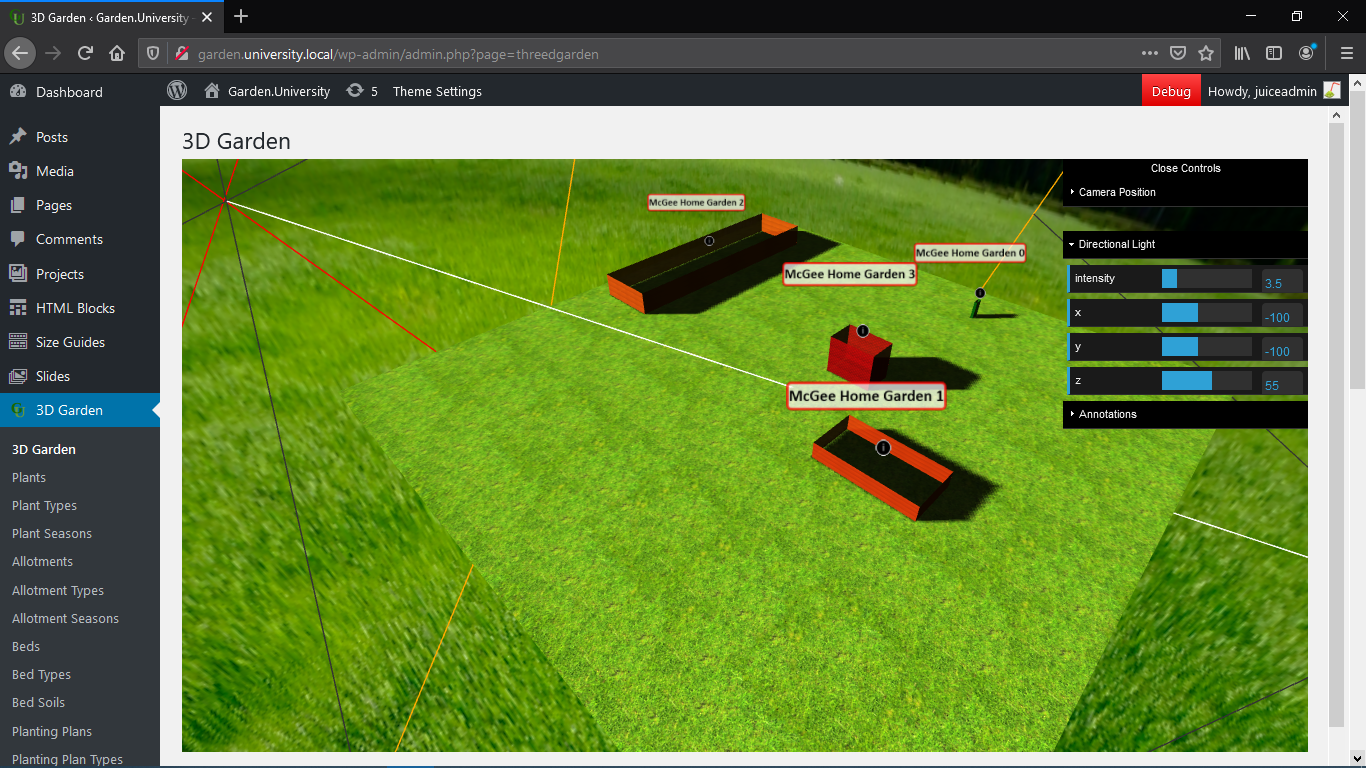 3D Garden ‹ Garden.University -
garden.university.local/wp-admin/admin.php?page=threedgarden
Dashboard
Garden.University
5
Theme Settings
Debug
Howdy, juiceadmin
Posts
Media
Pages
Comments
Projects
HTML Blocks
Size Guides
Slides
3D Garden
3D Garden
Plants
Plant Types
Plant Seasons
Allotments
Allotment Types
Allotment Seasons
Beds
Bed Types
Bed Soils
Planting Plans
Planting Plan Types
3D Garden
McGee Home Garden 2
McGee Home Garden 0
McGee Home Garden 3
McGee Home Garden 1
Close Controls
Camera Position
Directional Light
intensity 3.5
x -100
y -100
z 55
Annotations